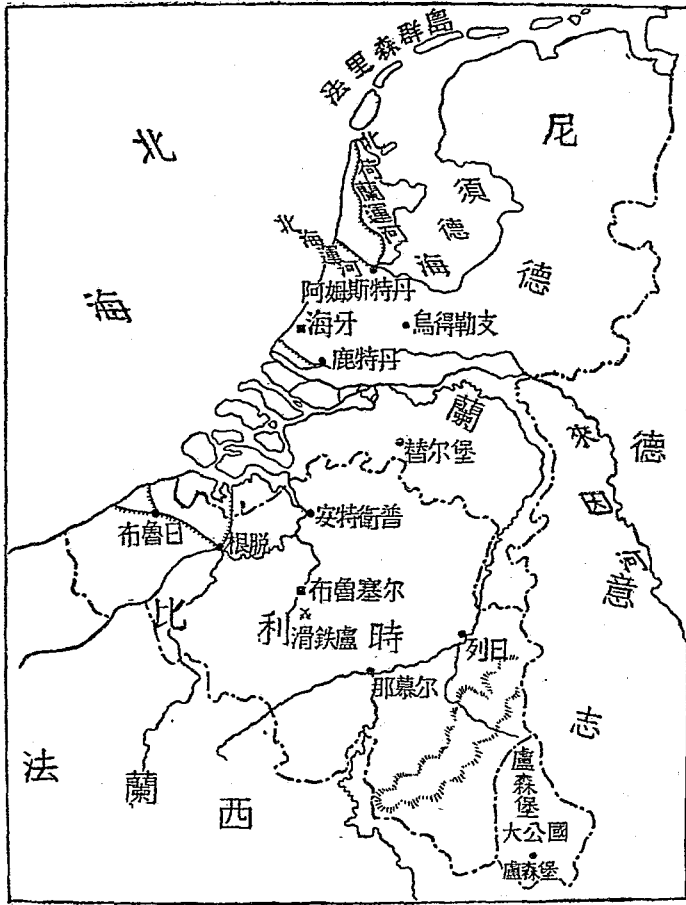 法里森群島
北海
尼德蘭
北荷蘭運河
須德海
北海運河
阿姆斯特丹
海牙
烏得勒支
鹿特丹
替尔堡
來因河
德意志
安特衛普
布魯日
根脱
布魯塞尔
滑鉄盧
比利時
列日
那慕尔
法蘭西
盧森堡
大公國
盧森堡